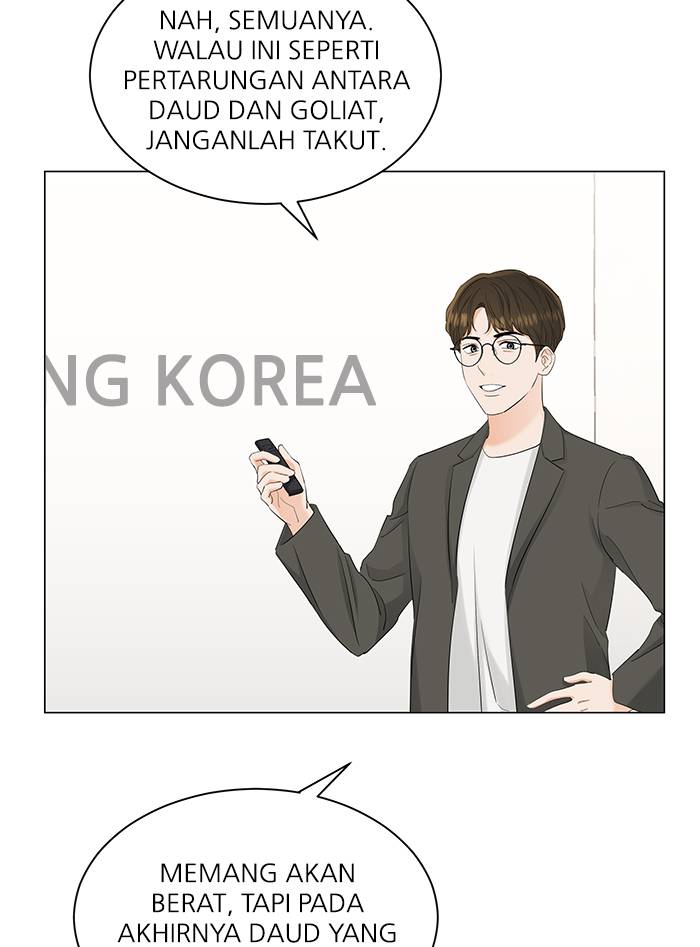 NAH, SEMUANYA.
WALAU INI SEPERTI
PERTARUNGAN ANTARA
DAUD DAN GOLIAT,
JANGANLAH TAKUT.
NG KOREA
MEMANG AKAN
BERAT, TAPI PADA
AKHIRNYA DAUD YANG